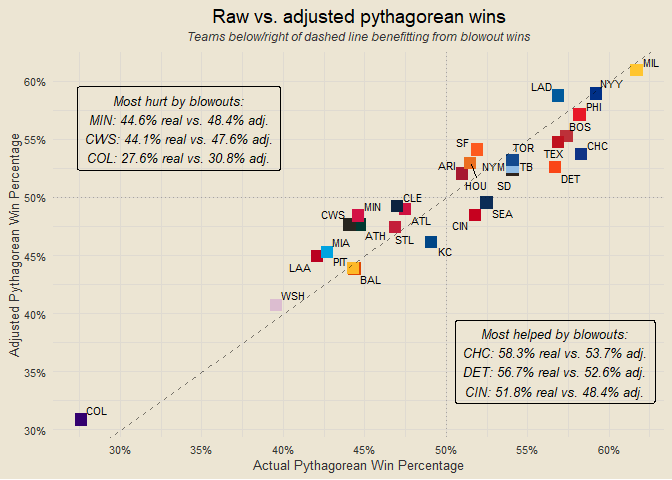 Raw vs. adjusted pythagorean wins
Teams below/right of dashed line benefitting from blowout wins
Adjusted Pythagorean Win Percentage
60%
55%
50%
45%
40%
35%
30%
Most hurt by blowouts:
MIN: 44.6% real vs. 48.4% adj.
CWS: 44.1% real vs. 47.6% adj.
COL: 27.6% real vs. 30.8% adj.
MIL
LAD
NYY
PHI
BOS
SF
TOR
TEX
CHC
ARI
NYM
TB
DET
HOU
SD
MIN
CLE
CWS
ATL
SEA
CIN
ATH
STL
MIA
KC
LAA
PIT
BAL
WSH
COL
Most helped by blowouts:
CHC: 58.3% real vs. 53.7% adj.
DET: 56.7% real vs. 52.6% adj.
CIN: 51.8% real vs. 48.4% adj.
30%
35%
40%
45%
50%
55%
60%
Actual Pythagorean Win Percentage